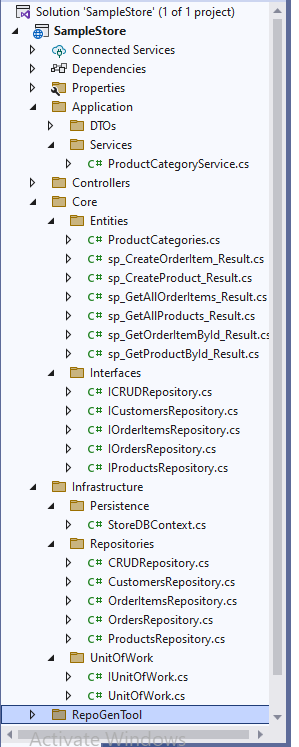 Solution 'SampleStore' (1 of 1 project)
SampleStore
Connected Services
Dependencies
Properties
Application
DTOs
Services
C# ProductCategoryService.cs
Controllers
Core
Entities
C# ProductCategories.cs
C# sp_CreateOrderItem_Result.cs
C# sp_CreateProduct_Result.cs
C# sp_GetAllOrderItems_Result.cs
C# sp_GetAllProducts_Result.cs
C# sp_GetOrderItemById_Result.cs
C# sp_GetProductById_Result.cs
Interfaces
C# ICRUDRepository.cs
C# ICustomersRepository.cs
C# IOrderItemsRepository.cs
C# IOrdersRepository.cs
C# IProductsRepository.cs
Infrastructure
Persistence
C# StoreDBContext.cs
Repositories
C# CRUDRepository.cs
C# CustomersRepository.cs
C# OrderItemsRepository.cs
C# OrdersRepository.cs
C# ProductsRepository.cs
UnitOfWork
C# IUnitOfWork.cs
C# UnitOfWork.cs
RepoGenTool
Activate Windows